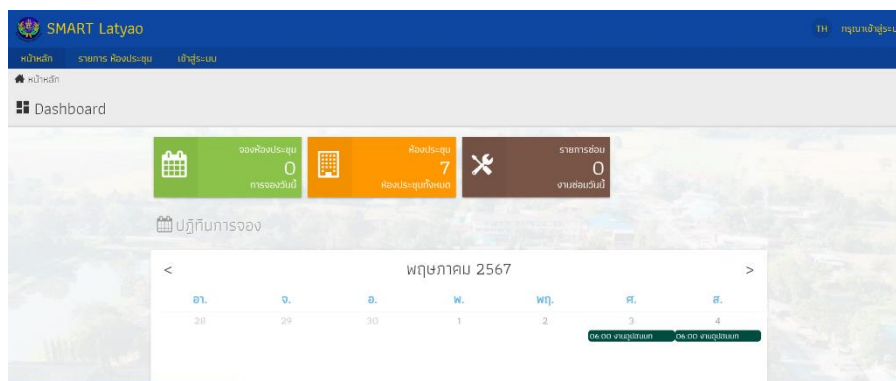 SMART Latyao
TH กรุณาเข้าสู่ระบ
หน้าหลัก รายการ ห้องประชุม เข้าสู่ระบบ
หน้าหลัก
Dashboard
จองห้องประชุม
0
การจองวันนี้
ห้องประชุม
7
ห้องประชุมทั้งหมด
รายการซ่อม
0
งานซ่อมวันนี้
ปฏิทินการจอง
< พฤษภาคม 2567 >
อา. จ. อ. พ. พฤ. ศ. ส.
28 29 30 1 2 3 4
06:00 งานอุปสมบท 06:00 งานอุปสมบท